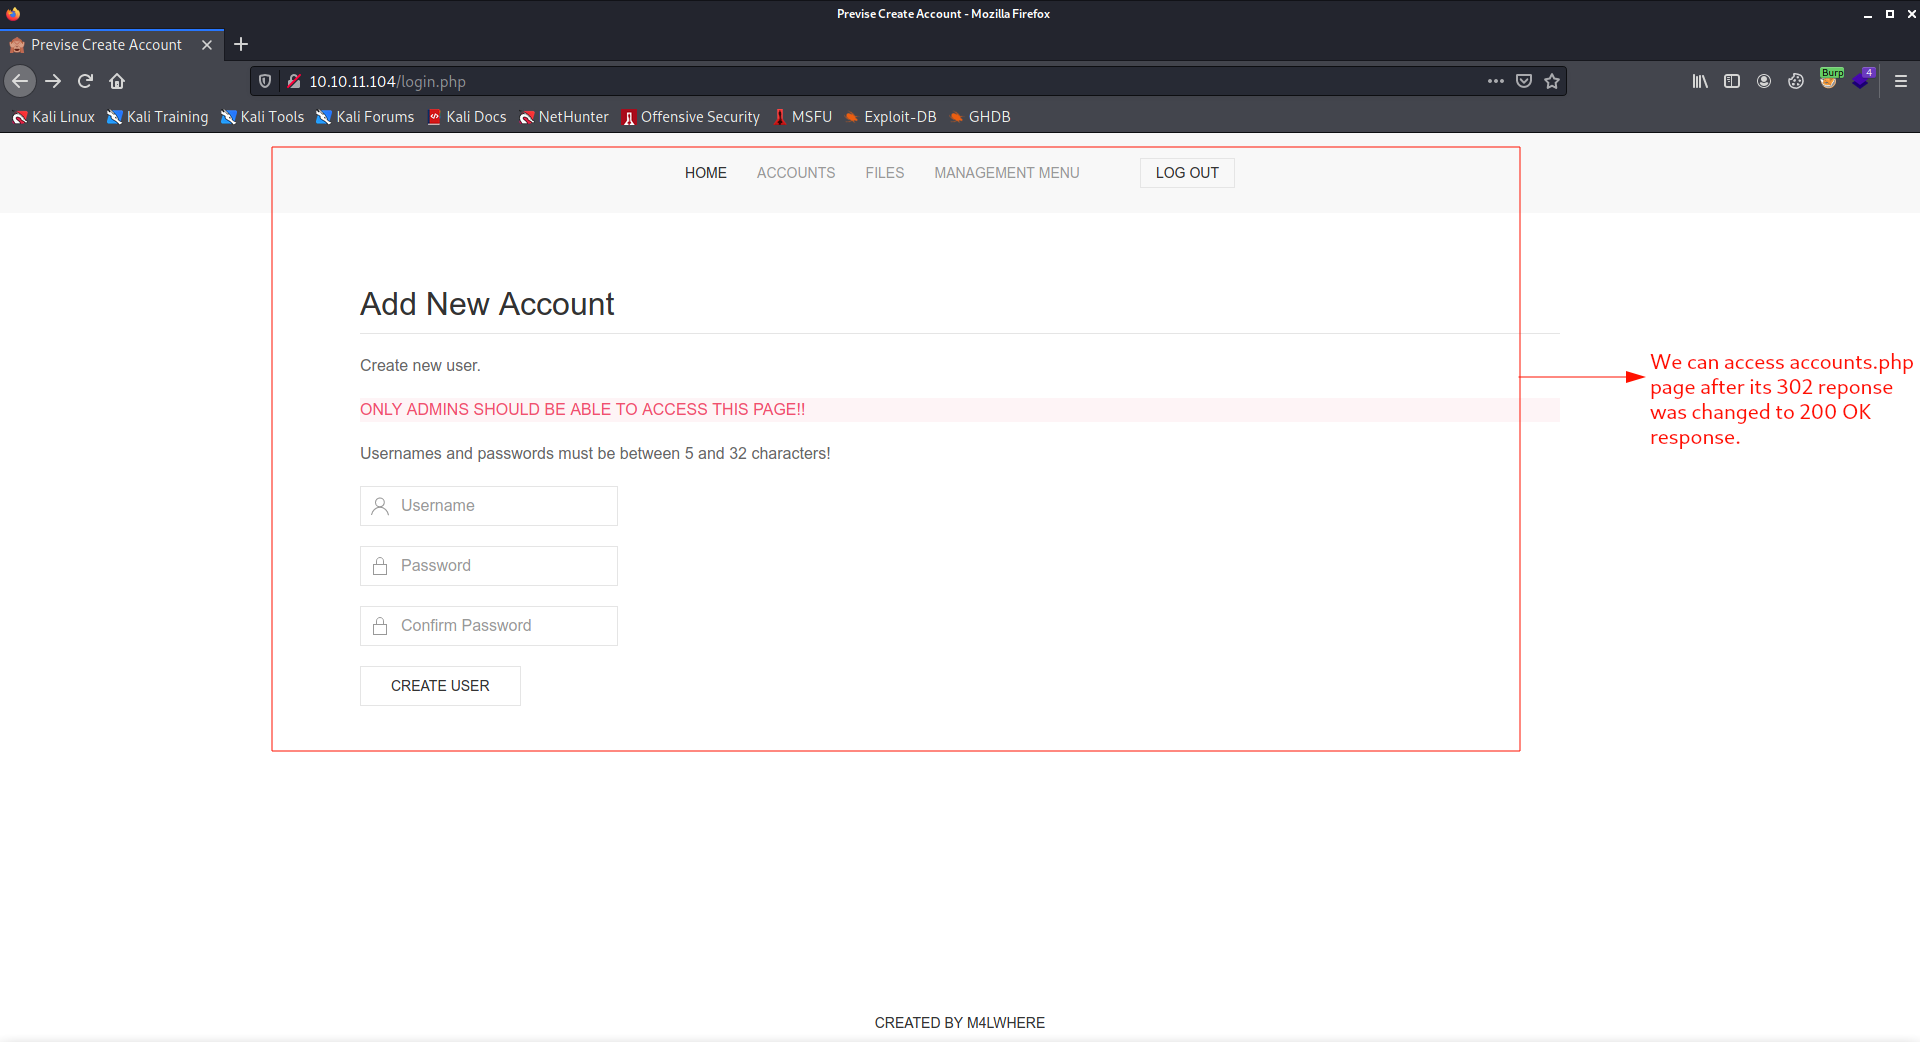 Previse Create Account - Mozilla Firefox
Previse Create Account
10.10.11.104/login.php
Burp
4
Kali Linux Kali Training Kali Tools Kali Forums Kali Docs NetHunter Offensive Security MSFU Exploit-DB GHDB
HOME ACCOUNTS FILES MANAGEMENT MENU LOG OUT
Add New Account
Create new user.
ONLY ADMINS SHOULD BE ABLE TO ACCESS THIS PAGE!!
Usernames and passwords must be between 5 and 32 characters!
Username
Password
Confirm Password
CREATE USER
We can access accounts.php
page after its 302 reponse
was changed to 200 OK
response.
CREATED BY M4LWHERE